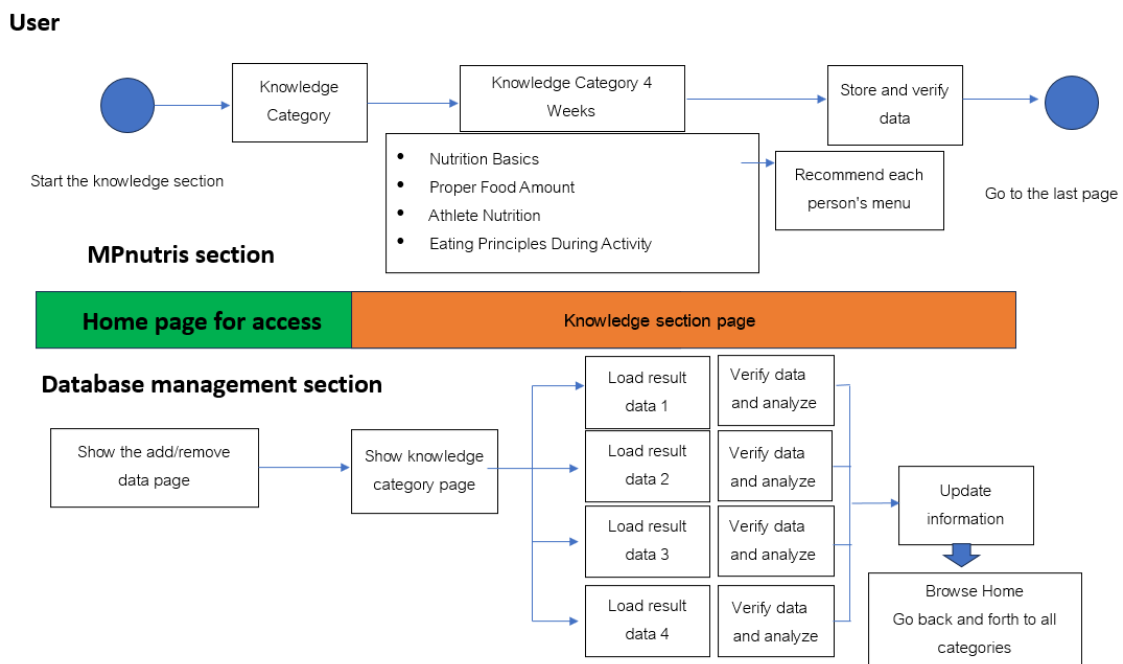 User
Knowledge
Category
Knowledge Category 4
Weeks
Store and verify
data
Start the knowledge section
• Nutrition Basics
• Proper Food Amount
• Athlete Nutrition
• Eating Principles During Activity
Recommend each
person's menu
Go to the last page
MPnutris section
Home page for access
Knowledge section page
Database management section
Show the add/remove
data page
Show knowledge
category page
Load result
data 1
Verify data
and analyze
Load result
data 2
Verify data
and analyze
Load result
data 3
Verify data
and analyze
Load result
data 4
Verify data
and analyze
Update
information
Browse Home
Go back and forth to all
categories